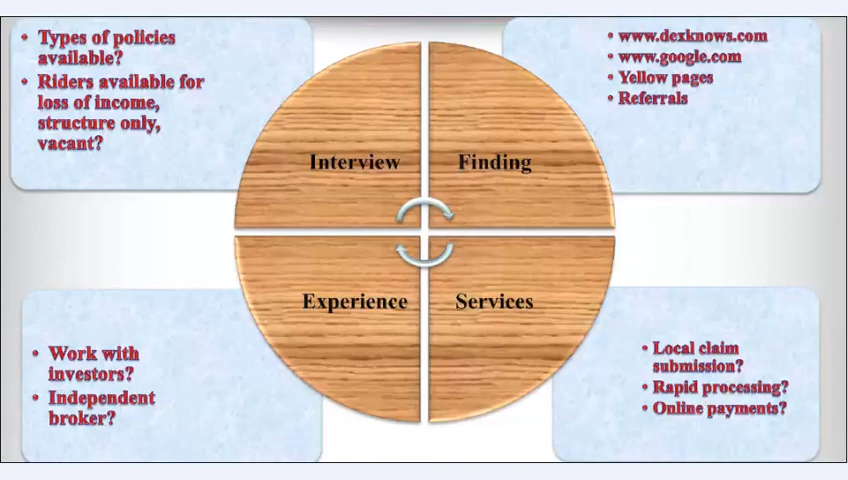 • Types of policies
available?
• Riders available for
loss of income,
structure only,
vacant?
• www.dexknows.com
• www.google.com
• Yellow pages
• Referrals
Interview
Finding
Experience
Services
• Work with
investors?
• Independent
broker?
• Local claim
submission?
• Rapid processing?
• Online payments?